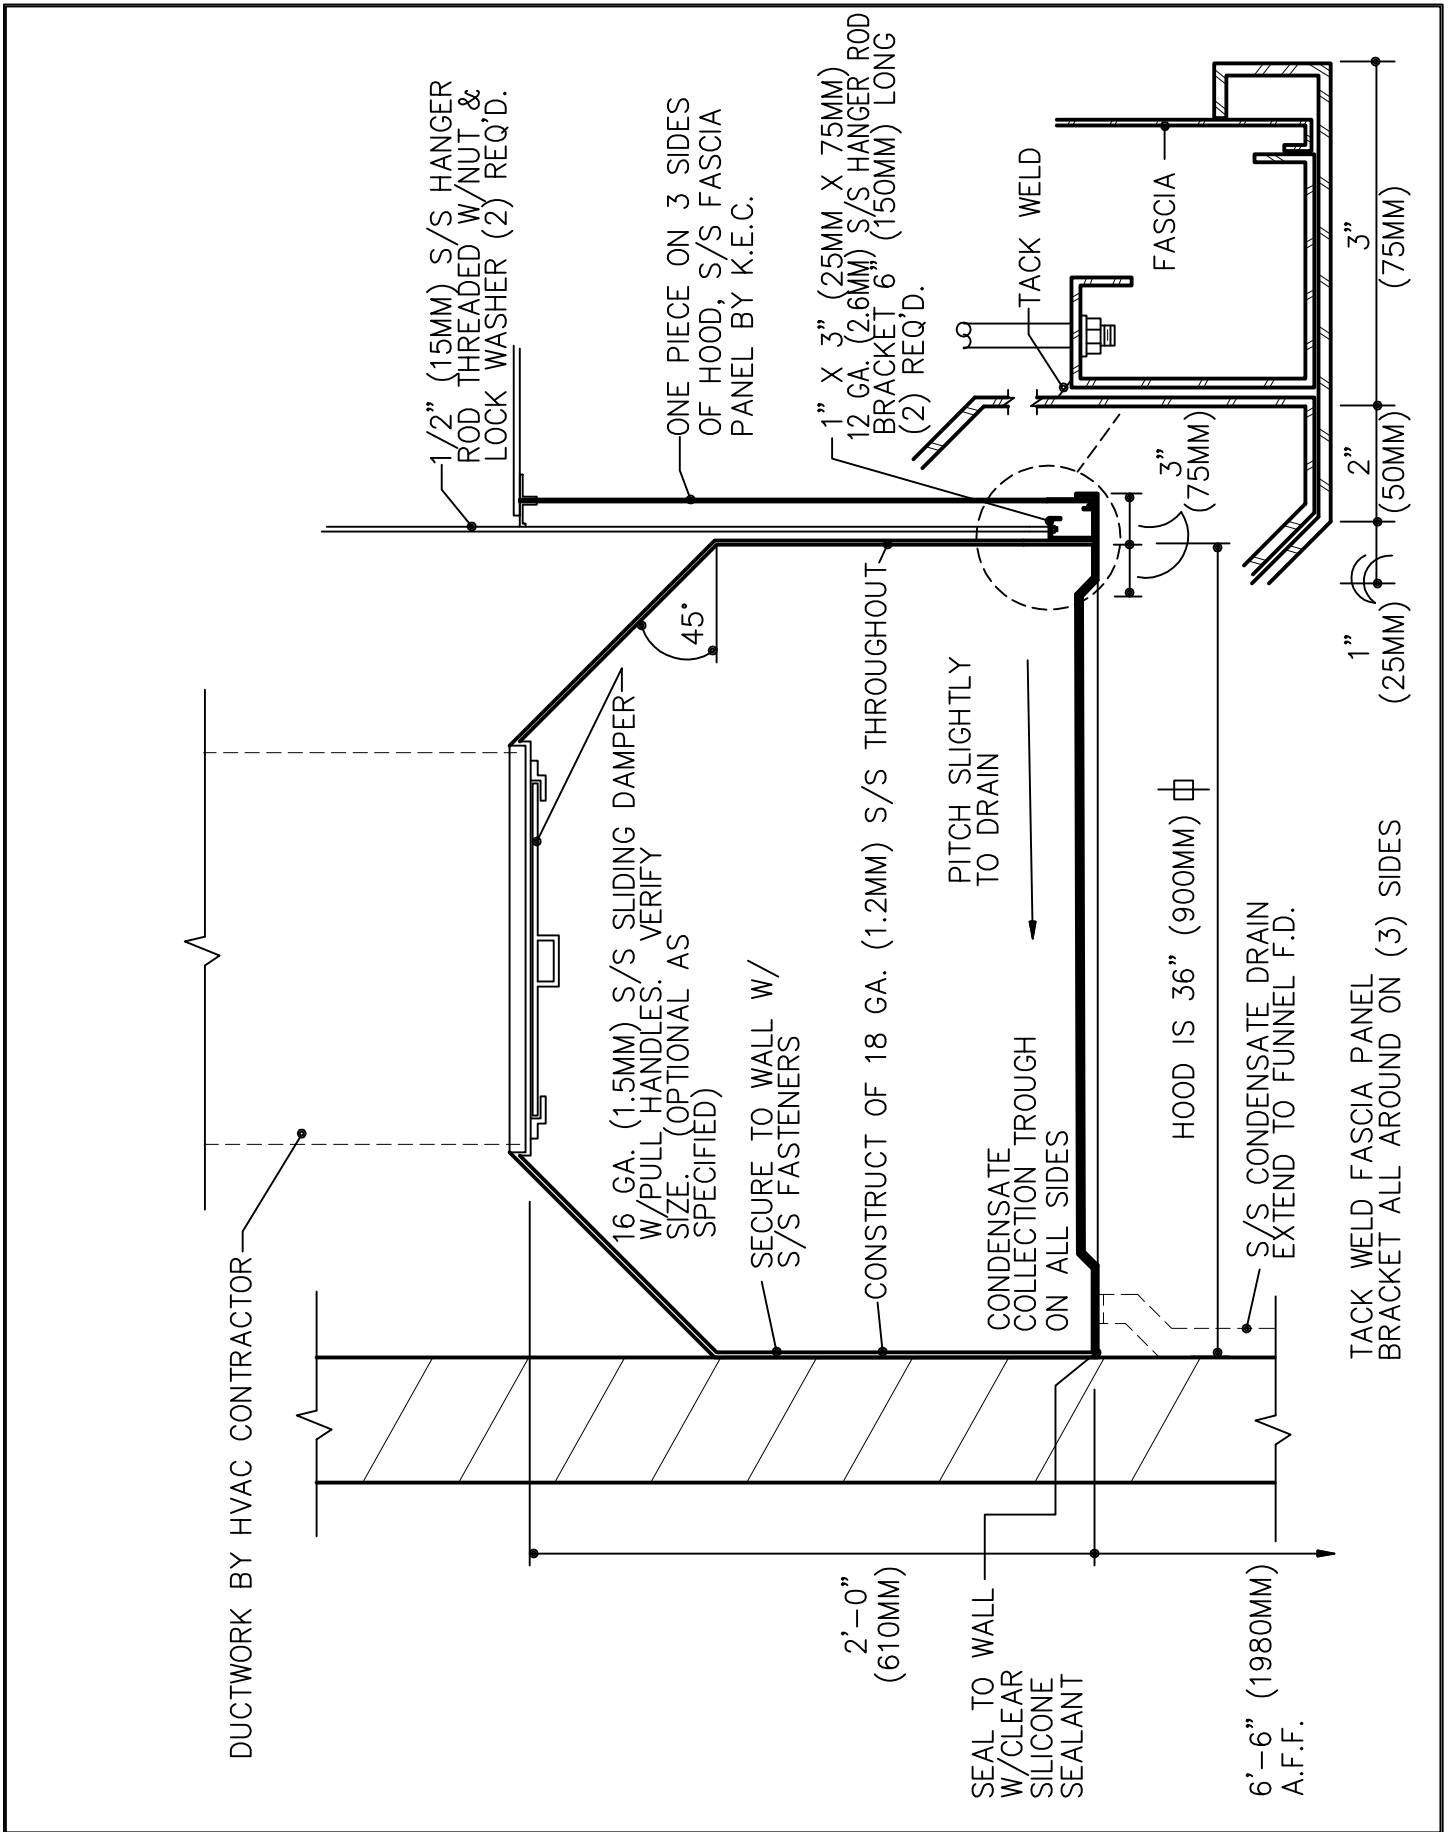 DUCTWORK BY HVAC CONTRACTOR
1/2" (15MM) S/S HANGER
ROD THREADED W/NUT &
LOCK WASHER (2) REQ'D.
ONE PIECE ON 3 SIDES
OF HOOD, S/S FASCIA
PANEL BY K.E.C.
1" X 3" (25MM X 75MM)
12 GA. (2.6MM) S/S HANGER ROD
BRACKET 6" (150MM) LONG
(2) REQ'D.
45°
16 GA. (1.5MM) S/S SLIDING DAMPER
W/PULL HANDLES. VERIFY
SIZE. (OPTIONAL AS
SPECIFIED)
SECURE TO WALL W/
S/S FASTENERS
CONSTRUCT OF 18 GA. (1.2MM) S/S THROUGHOUT
PITCH SLIGHTLY
TO DRAIN
CONDENSATE
COLLECTION TROUGH
ON ALL SIDES
2'-0"
(610MM)
SEAL TO WALL
W/CLEAR
SILICONE
SEALANT
6'-6" (1980MM)
A.F.F.
HOOD IS 36" (900MM)
S/S CONDENSATE DRAIN
EXTEND TO FUNNEL F.D.
3"
(75MM)
TACK WELD
FASCIA
1"
(25MM)
2"
(50MM)
3"
(75MM)
TACK WELD FASCIA PANEL
BRACKET ALL AROUND ON (3) SIDES